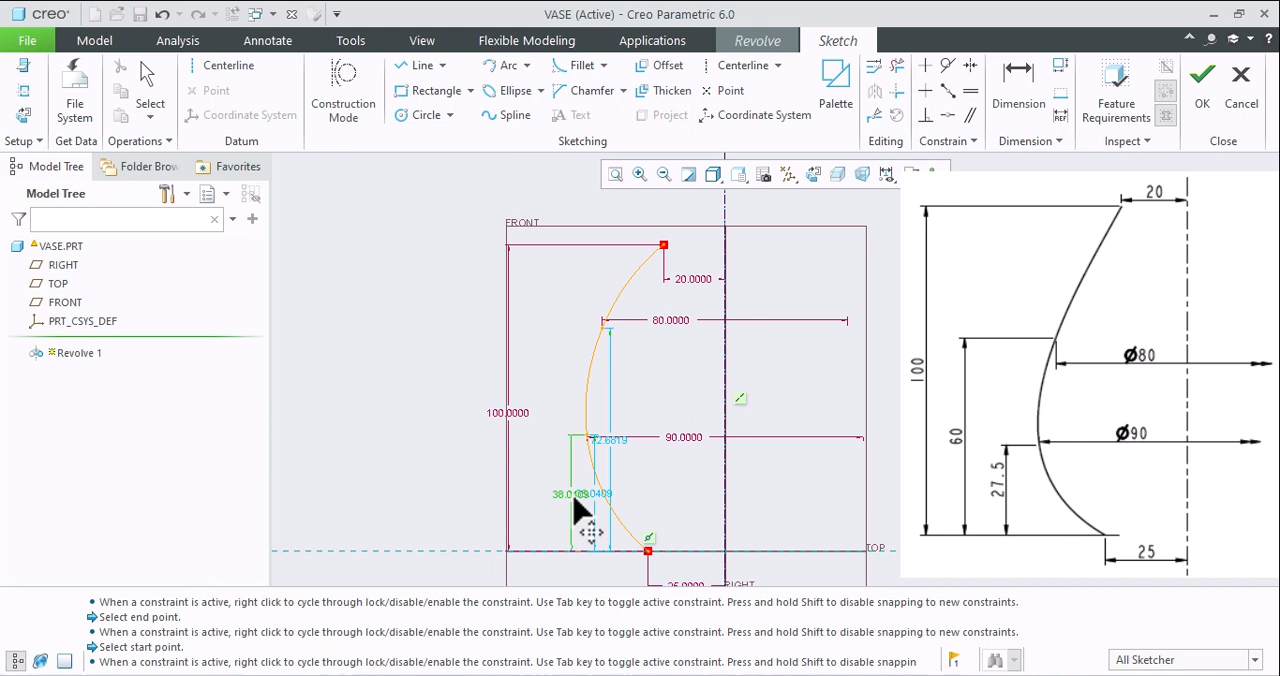 creo
VASE (Active) - Creo Parametric 6.0
File Model Analysis Annotate Tools View Flexible Modeling Applications Revolve Sketch
Centerline
Point
Coordinate System
Line Arc Fillet Offset Centerline
Rectangle Ellipse Chamfer Thicken Point
Circle Spline Text Project Coordinate System
File System
Select
Construction Mode
Palette
Dimension
Feature Requirements
OK
Cancel
REF
Setup Get Data Operations Datum Sketching Editing Constrain Dimension Inspect Close
Model Tree Folder Brow Favorites
Model Tree
VASE.PRT
RIGHT
TOP
FRONT
PRT_CSYS_DEF
Revolve 1
FRONT
20.0000
80.0000
100.0000
90.0000
TOP
RIGHT
20
Ø80
100
60
Ø90
27.5
25
When a constraint is active, right click to cycle through lock/disable/enable the constraint. Use Tab key to toggle active constraint. Press and hold Shift to disable snapping to new constraints.
Select end point.
When a constraint is active, right click to cycle through lock/disable/enable the constraint. Use Tab key to toggle active constraint. Press and hold Shift to disable snapping to new constraints.
Select start point.
When a constraint is active, right click to cycle through lock/disable/enable the constraint. Use Tab key to toggle active constraint. Press and hold Shift to disable snappin
1
All Sketcher